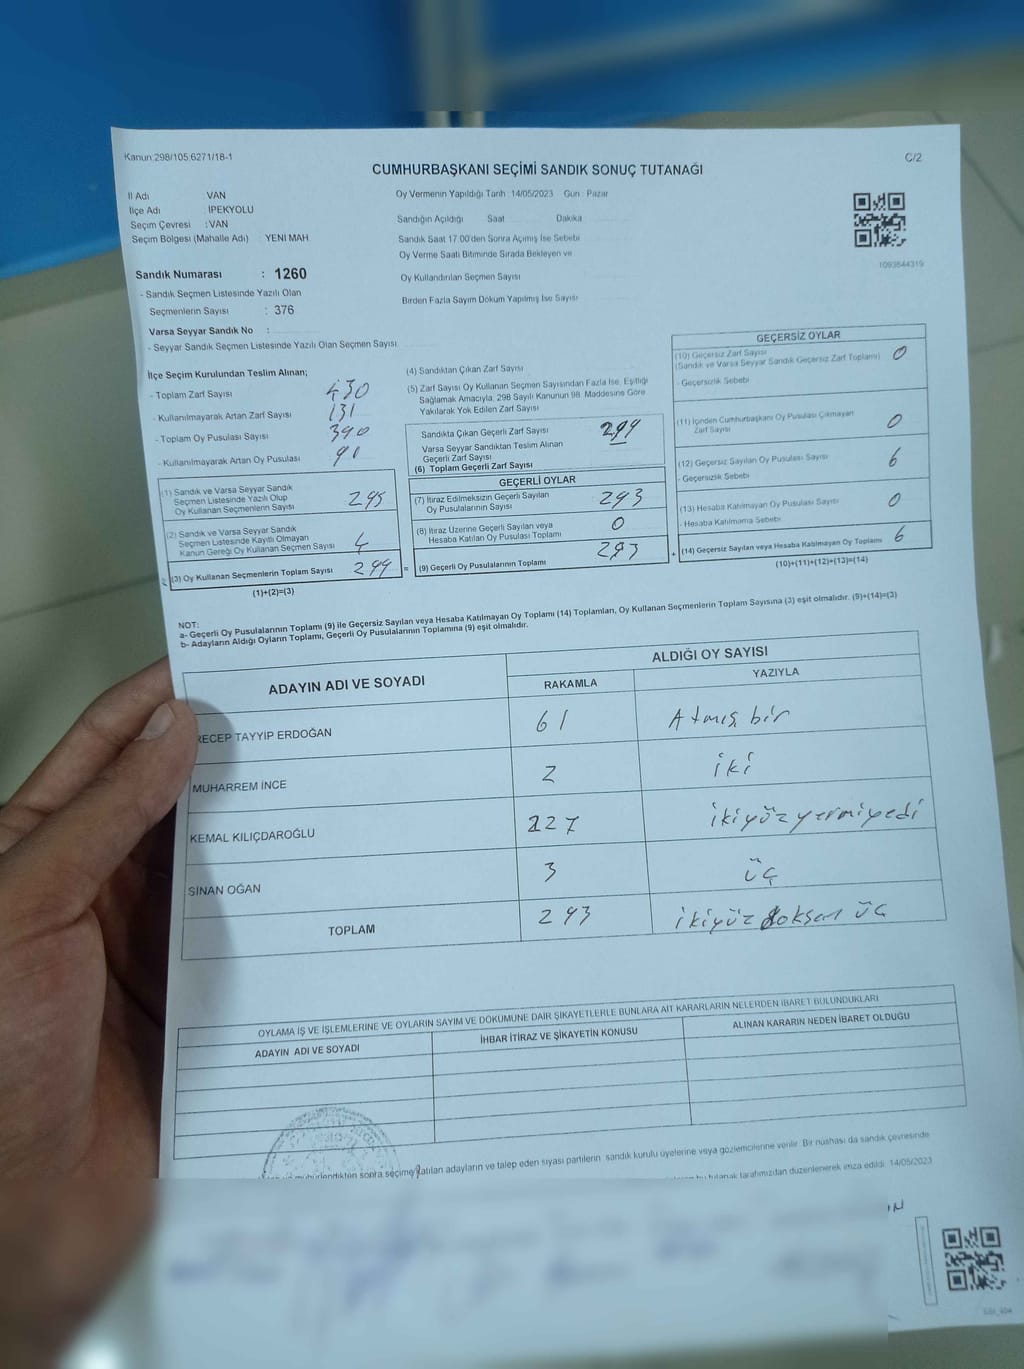 Kanun:298/105,6271/18-1
C/2
CUMHURBAŞKANI SEÇİMİ SANDIK SONUÇ TUTANAĞI
İl Adı VAN
İlçe Adı : İPEKYOLU
Seçim Çevresi : VAN
Seçim Bölgesi (Mahalle Adı) YENİ MAH.
Sandık Numarası : 1260
- Sandık Seçmen Listesinde Yazılı Olan
Seçmenlerin Sayısı : 376
Varsa Seyyar Sandık No :
- Seyyar Sandık Seçmen Listesinde Yazılı Olan Seçmen Sayısı
Oy Vermenin Yapıldığı Tarih 14/05/2023 Gün : Pazar
Sandığın Açıldığı Saat Dakika
Sandık Saat 17.00'den Sonra Açılmış İse Sebebi
Oy Verme Saati Bitiminde Sırada Bekleyen ve
Oy Kullandırılan Seçmen Sayısı
Birden Fazla Sayım Döküm Yapılmış İse Sayısı
1093844319
İlçe Seçim Kurulundan Teslim Alınan;
- Toplam Zarf Sayısı 430
- Kullanılmayarak Artan Zarf Sayısı 131
- Toplam Oy Pusulası Sayısı 390
- Kullanılmayarak Artan Oy Pusulası 91
(1) Sandık ve Varsa Seyyar Sandık
Seçmen Listesinde Yazılı Olup
Oy Kullanan Seçmenlerin Sayısı 295
(2) Sandık ve Varsa Seyyar Sandık
Seçmen Listesinde Kayıtlı Olmayan
Kanun Gereği Oy Kullanan Seçmen Sayısı 4
(3) Oy Kullanan Seçmenlerin Toplam Sayısı 299
(1)+(2)=(3)
(4) Sandıktan Çıkan Zarf Sayısı
(5) Zarf Sayısı Oy Kullanan Seçmen Sayısından Fazla İse, Eşitliği
Sağlamak Amacıyla, 298 Sayılı Kanunun 98. Maddesine Göre
Yakılarak Yok Edilen Zarf Sayısı
Sandıkta Çıkan Geçerli Zarf Sayısı 299
Varsa Seyyar Sandıktan Teslim Alınan
Geçerli Zarf Sayısı
(6) Toplam Geçerli Zarf Sayısı
GEÇERLİ OYLAR
(7) İtiraz Edilmeksizin Geçerli Sayılan
Oy Pusulalarının Sayısı 293
(8) İtiraz Üzerine Geçerli Sayılan veya
Hesaba Katılan Oy Pusulası Toplamı 0
= (9) Geçerli Oy Pusulalarının Toplamı 293
GEÇERSİZ OYLAR
(10) Geçersiz Zarf Sayısı
(Sandık ve Varsa Seyyar Sandık Geçersiz Zarf Toplamı) 0
- Geçersizlik Sebebi
(11) İçinden Cumhurbaşkanı Oy Pusulası Çıkmayan
Zarf Sayısı 0
(12) Geçersiz Sayılan Oy Pusulası Sayısı 6
- Geçersizlik Sebebi
(13) Hesaba Katılmayan Oy Pusulası Sayısı 0
- Hesaba Katılmama Sebebi
+ (14) Geçersiz Sayılan veya Hesaba Katılmayan Oy Toplamı 6
(10)+(11)+(12)+(13)=(14)
NOT:
a- Geçerli Oy Pusulalarının Toplamı (9) ile Geçersiz Sayılan veya Hesaba Katılmayan Oy Toplamı (14) Toplamları, Oy Kullanan Seçmenlerin Toplam Sayısına (3) eşit olmalıdır. (9)+(14)=(3)
b- Adayların Aldığı Oyların Toplamı, Geçerli Oy Pusulalarının Toplamına (9) eşit olmalıdır.
ADAYIN ADI VE SOYADI ALDIĞI OY SAYISI
RAKAMLA YAZIYLA
RECEP TAYYİP ERDOĞAN 61 Atmış bir
MUHARREM İNCE 2 iki
KEMAL KILIÇDAROĞLU 227 ikiyüz yermiyedi
SİNAN OĞAN 3 üç
TOPLAM 293 ikiyüz doksan üç
OYLAMA İŞ VE İŞLEMLERİNE VE OYLARIN SAYIM VE DÖKÜMÜNE DAİR ŞİKAYETLERLE BUNLARA AİT KARARLARIN NELERDEN İBARET BULUNDUKLARI
ADAYIN ADI VE SOYADI İHBAR İTİRAZ VE ŞİKAYETİN KONUSU ALINAN KARARIN NEDEN İBARET OLDUĞU
mühürlendikten sonra seçime katılan adayların ve talep eden siyasi partilerin sandık kurulu üyelerine veya gözlemcilerine verilir. Bir nüshası da sandık çevresinde
bu tutanak tarafımızdan düzenlenerek imza edildi. 14/05/2023